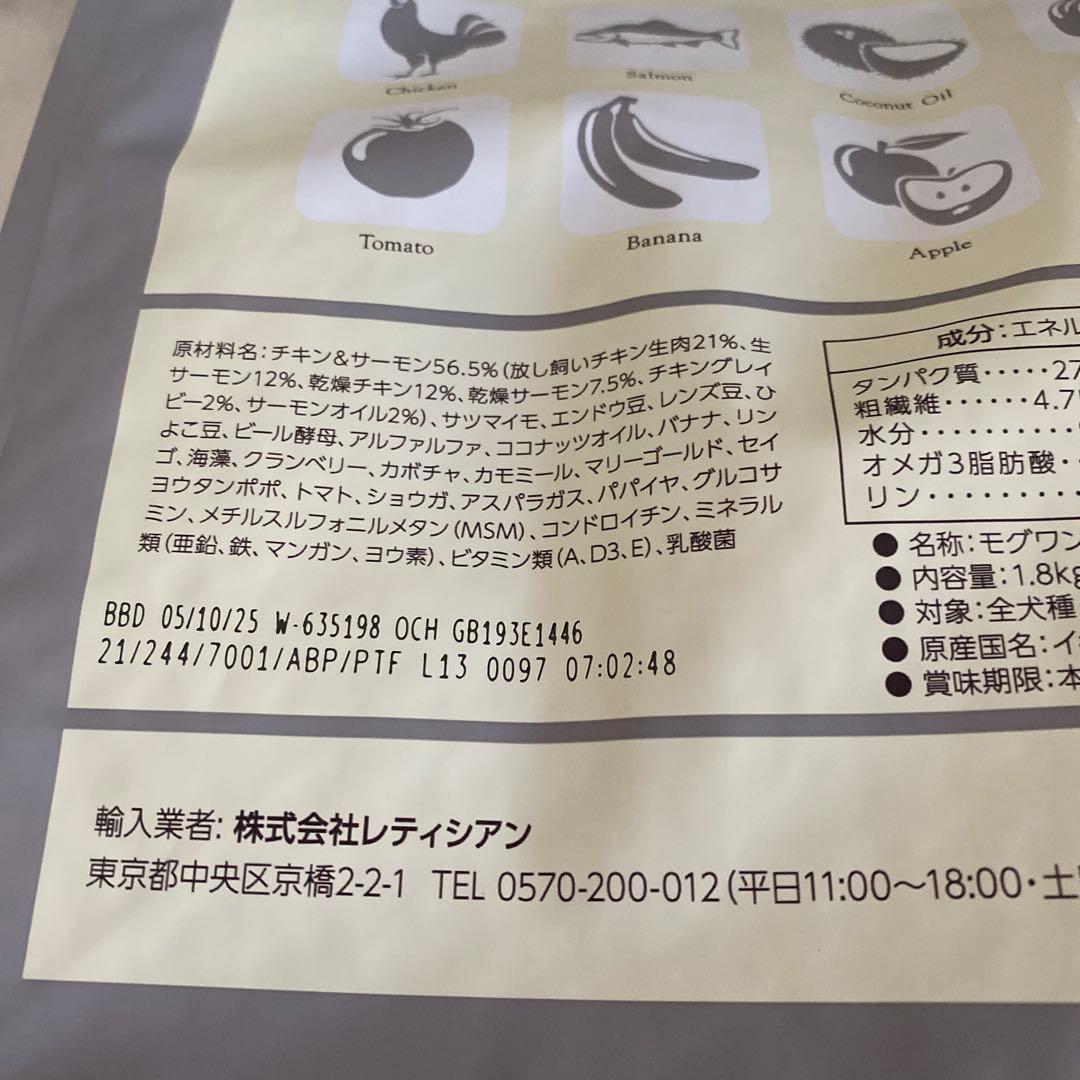 Chicken
Salmon
Coconut Oil
Tomato
Banana
Apple
原材料名：チキン&サーモン56.5%（放し飼いチキン生肉21%、生
サーモン12%、乾燥チキン12%、乾燥サーモン7.5%、チキングレイ
ビー2%、サーモンオイル2%）、サツマイモ、エンドウ豆、レンズ豆、ひ
よこ豆、ビール酵母、アルファルファ、ココナッツオイル、バナナ、リン
ゴ、海藻、クランベリー、カボチャ、カモミール、マリーゴールド、セイ
ヨウタンポポ、トマト、ショウガ、アスパラガス、パパイヤ、グルコサ
ミン、メチルスルフォニルメタン（MSM）、コンドロイチン、ミネラル
類（亜鉛、鉄、マンガン、ヨウ素）、ビタミン類（A、D3、E）、乳酸菌
BBD 05/10/25 W-635198 OCH GB193E1446
21/244/7001/ABP/PTF L13 0097 07:02:48
成分：エネル
タンパク質‥‥‥27
粗繊維‥‥‥4.7
水分‥‥‥
オメガ3脂肪酸‥
リン‥‥‥
● 名称：モグワン
● 内容量：1.8kg
● 対象：全犬種
● 原産国名：イ
● 賞味期限：本
輸入業者: 株式会社レティシアン
東京都中央区京橋2-2-1 TEL 0570-200-012（平日11:00〜18:00・土